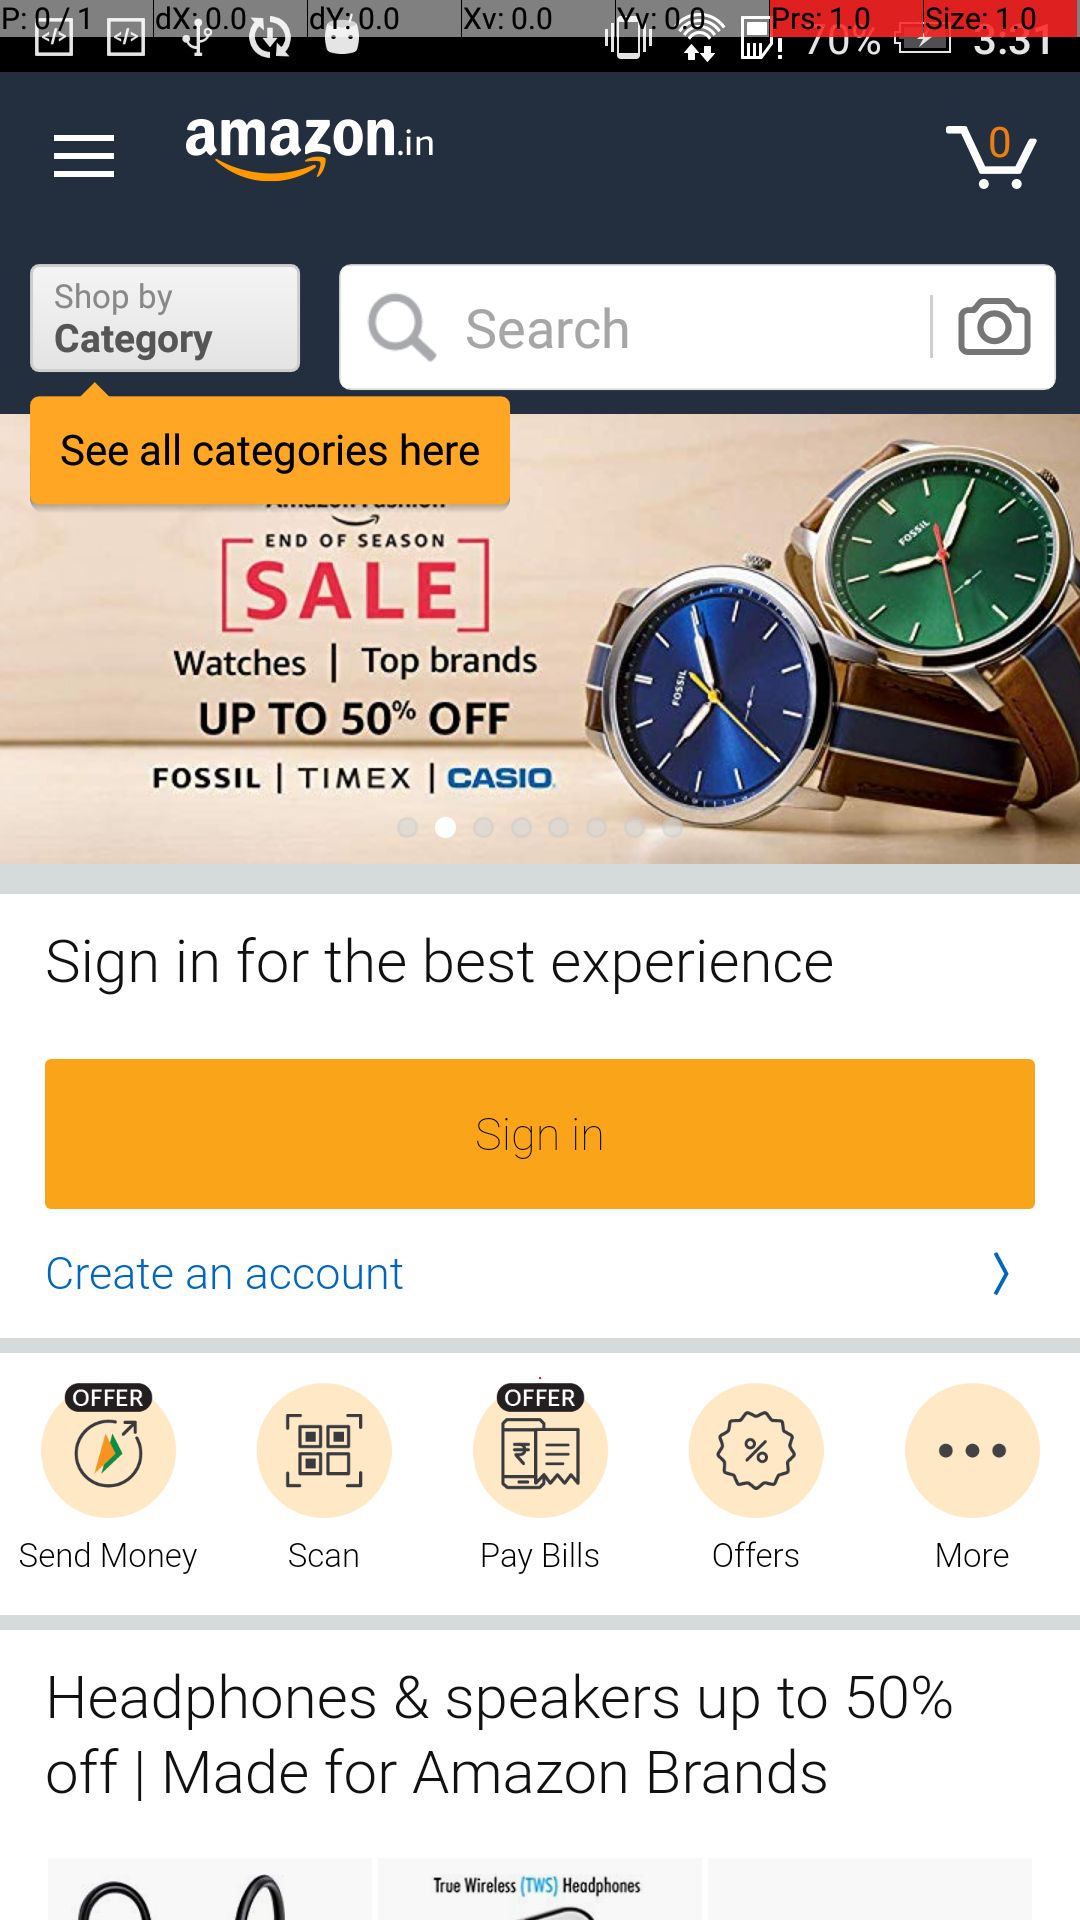 P: 0 / 1 dX: 0.0 dY: 0.0 Xv: 0.0 Yv: 0.0 Prs: 1.0 Size: 1.0
70% 3:31
amazon.in 0
Shop by
Category
Search
See all categories here
Amazon Fashion
END OF SEASON
SALE
Watches | Top brands
UP TO 50% OFF
FOSSIL | TIMEX | CASIO
FOSSIL
FOSSIL
Sign in for the best experience
Sign in
Create an account
OFFER OFFER
Send Money Scan Pay Bills Offers More
Headphones & speakers up to 50%
off | Made for Amazon Brands
True Wireless (TWS) Headphones